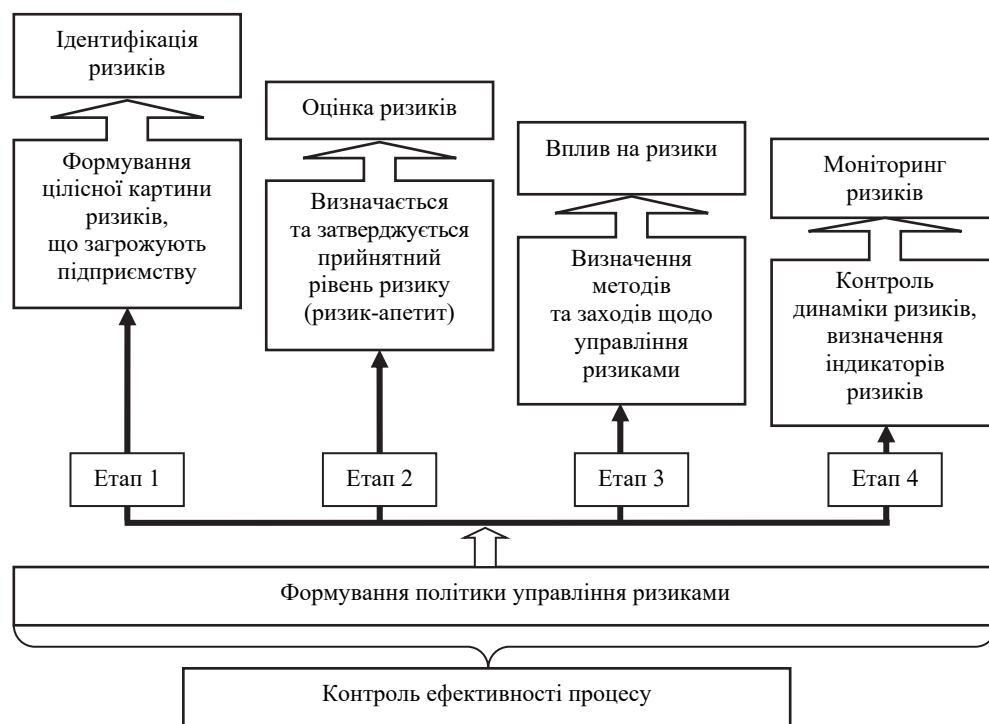 Ідентифікація
ризиків
Формування
цілісної картини
ризиків,
що загрожують
підприємству
Етап 1
Оцінка ризиків
Визначається
та затверджується
прийнятний
рівень ризику
(ризик-апетит)
Етап 2
Вплив на ризики
Визначення
методів
та заходів щодо
управління
ризиками
Етап 3
Моніторинг
ризиків
Контроль
динаміки ризиків,
визначення
індикаторів
ризиків
Етап 4
Формування політики управління ризиками
Контроль ефективності процесу